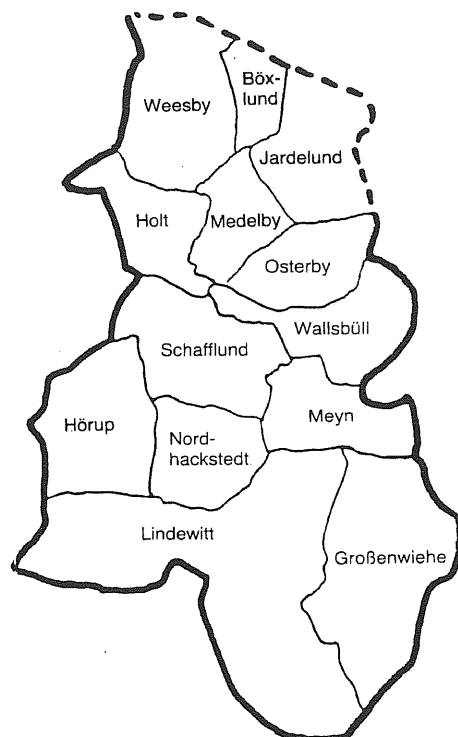 Böx-
lund
Weesby
Jardelund
Holt
Medelby
Osterby
Wallsbüll
Schafflund
Hörup
Nord-
hackstedt
Meyn
Lindewitt
Großenwiehe